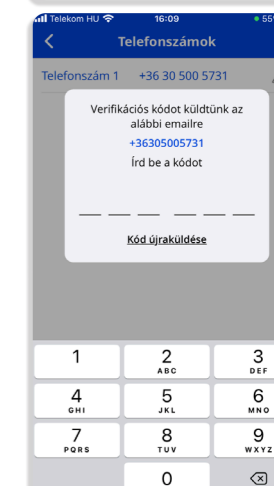 Telekom HU 16:09 55%
Telefonszámok
Telefonszám 1 +36 30 500 5731
Verifikációs kódot küldtünk az
alábbi emailre
+36305005731
Írd be a kódot
Kód újraküldése
1 2 3
ABC DEF
4 5 6
GHI JKL MNO
7 8 9
PQRS TUV WXYZ
0